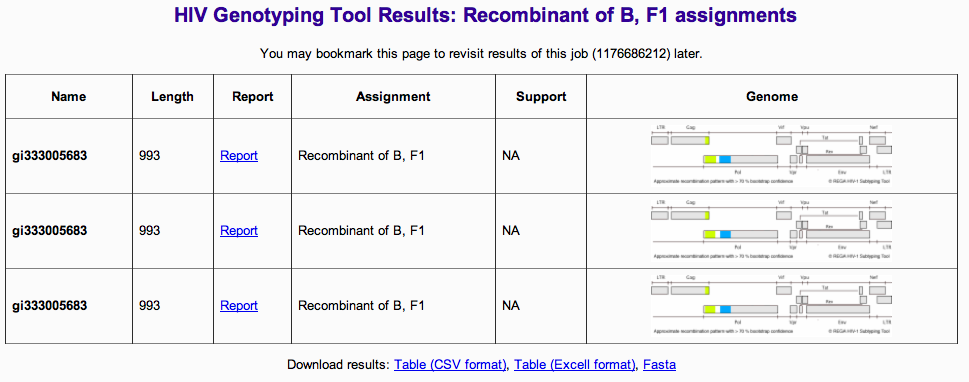 HIV Genotyping Tool Results: Recombinant of B, F1 assignments
You may bookmark this page to revisit results of this job (1176686212) later.
Name Length Report Assignment Support Genome
LTR Gag Vif Vpu Nef
Tat
gi333005683 993 Report Recombinant of B, F1 NA Rev
Pol Vpr Env LTR
Approximate recombination pattern with > 70 % bootstrap confidence © REGA HIV-1 Subtyping Tool
LTR Gag Vif Vpu Nef
Tat
gi333005683 993 Report Recombinant of B, F1 NA Rev
Pol Vpr Env LTR
Approximate recombination pattern with > 70 % bootstrap confidence © REGA HIV-1 Subtyping Tool
LTR Gag Vif Vpu Nef
Tat
gi333005683 993 Report Recombinant of B, F1 NA Rev
Pol Vpr Env LTR
Approximate recombination pattern with > 70 % bootstrap confidence © REGA HIV-1 Subtyping Tool
Download results: Table (CSV format), Table (Excell format), Fasta